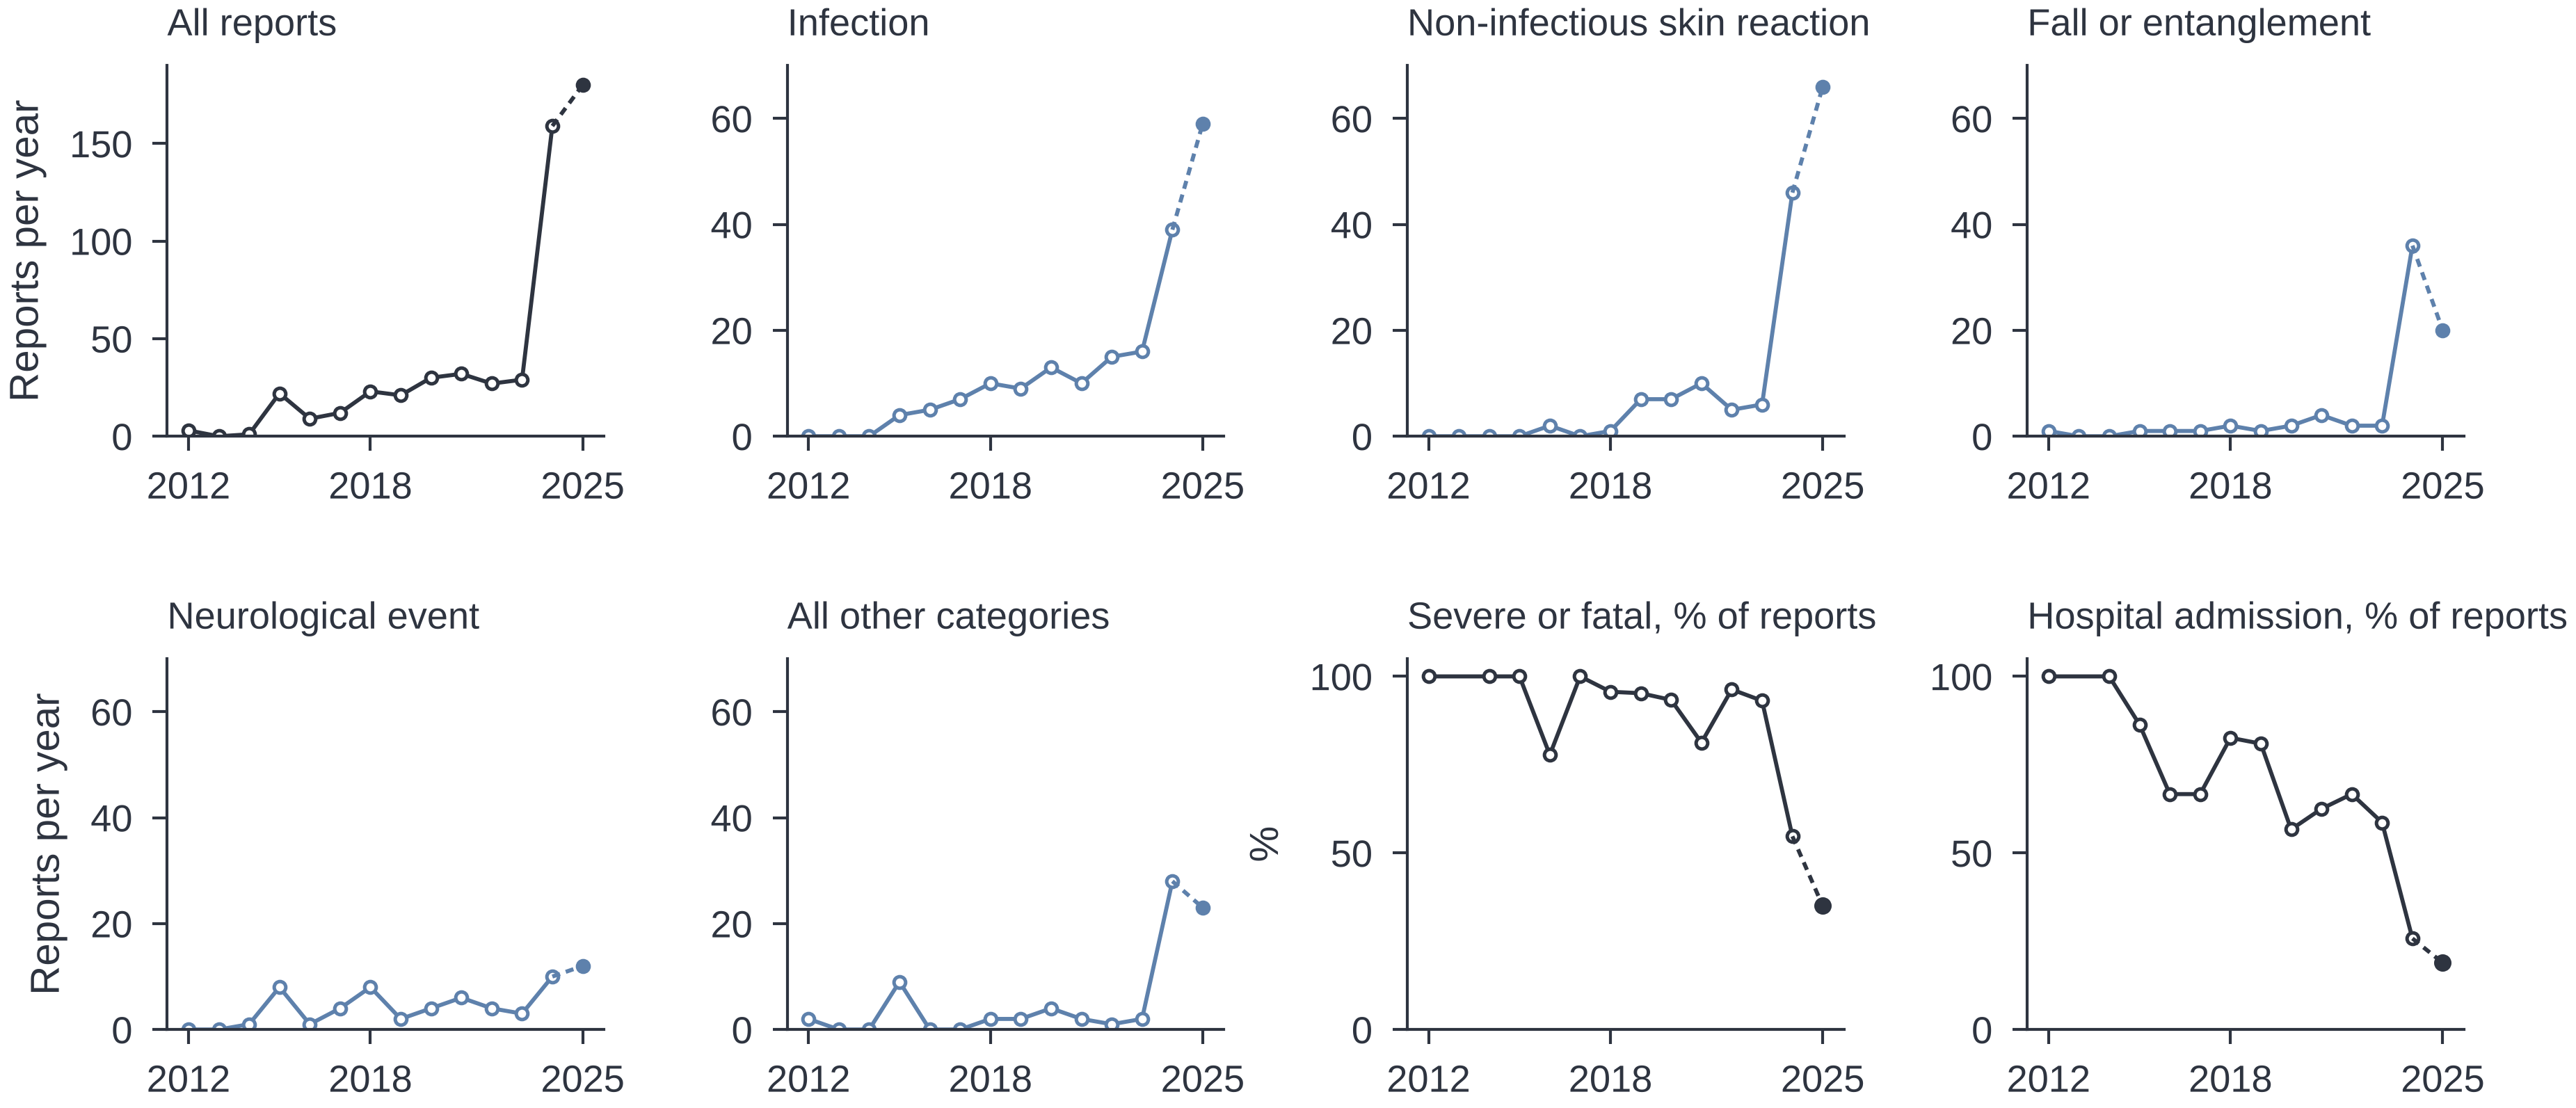 All reports
Reports per year
150
100
50
0
2012 2018 2025
Infection
60
40
20
0
2012 2018 2025
Non-infectious skin reaction
60
40
20
0
2012 2018 2025
Fall or entanglement
60
40
20
0
2012 2018 2025
Neurological event
Reports per year
60
40
20
0
2012 2018 2025
All other categories
60
40
20
0
2012 2018 2025
Severe or fatal, % of reports
%
100
50
0
2012 2018 2025
Hospital admission, % of reports
100
50
0
2012 2018 2025